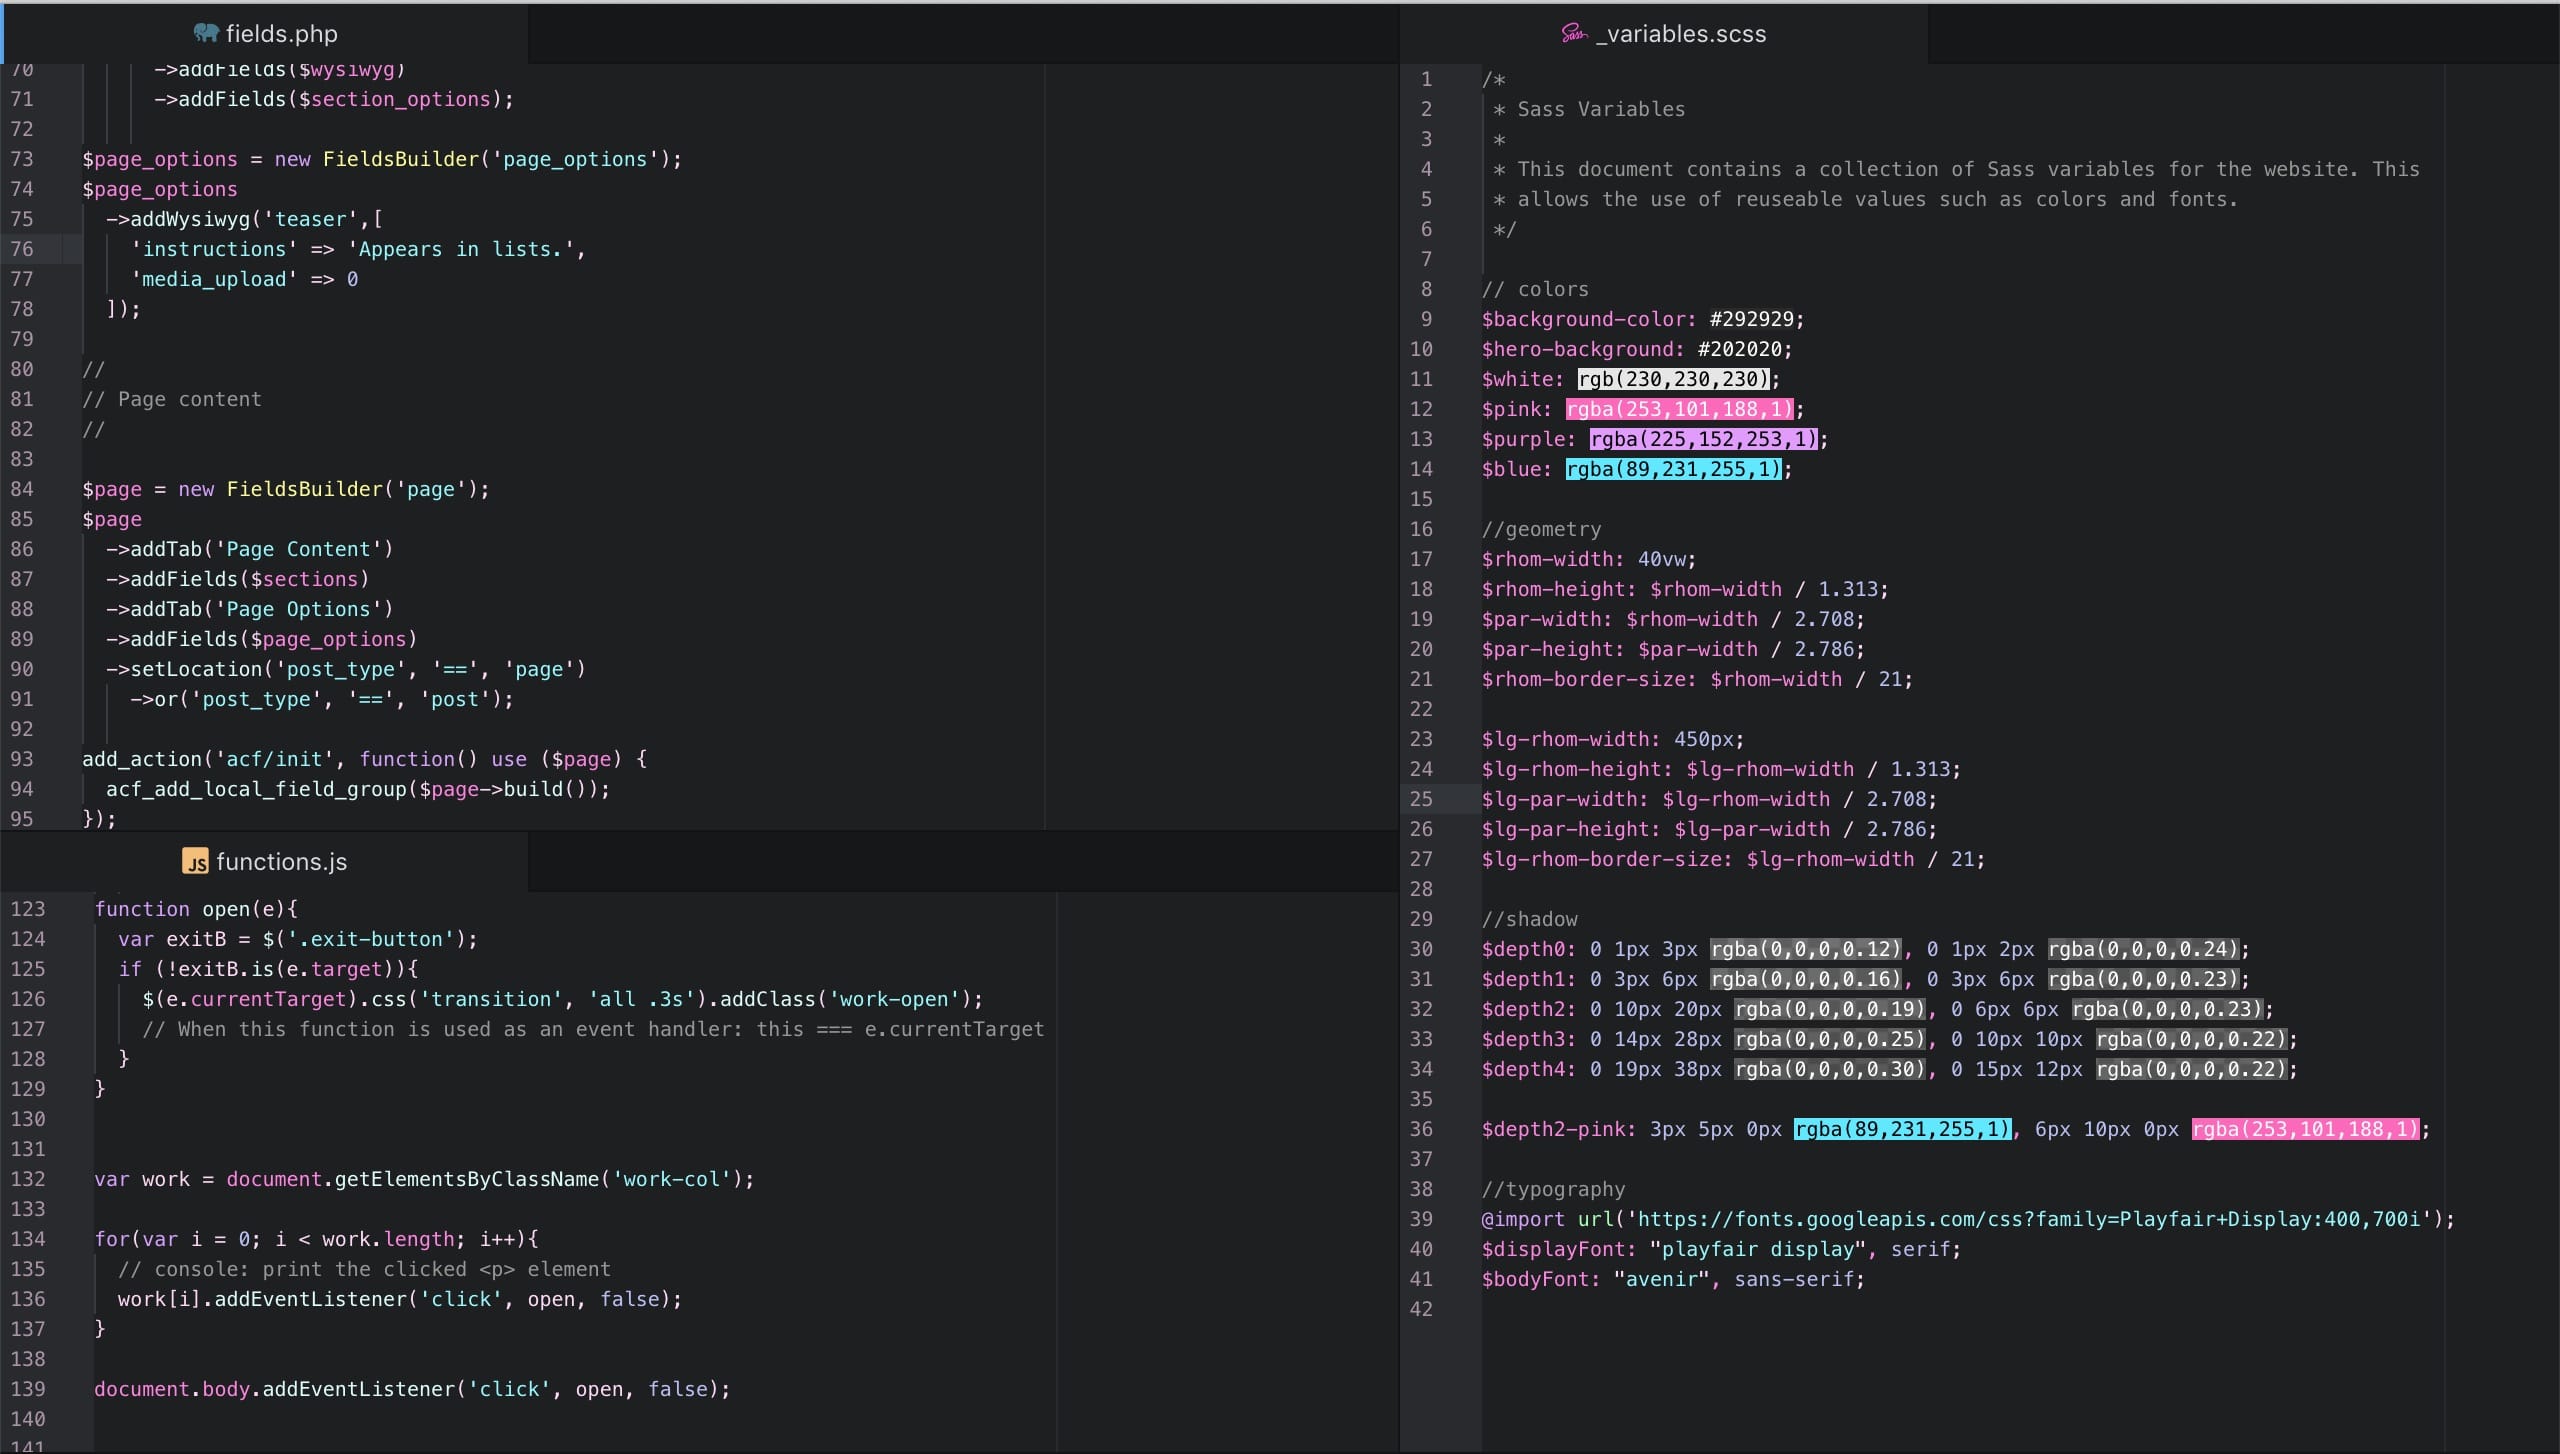 fields.php
70 ->addFields($wysiwyg)
71 ->addFields($section_options);
72
73 $page_options = new FieldsBuilder('page_options');
74 $page_options
75 ->addWysiwyg('teaser',[
76 'instructions' => 'Appears in lists.',
77 'media_upload' => 0
78 ]);
79
80 //
81 // Page content
82 //
83
84 $page = new FieldsBuilder('page');
85 $page
86 ->addTab('Page Content')
87 ->addFields($sections)
88 ->addTab('Page Options')
89 ->addFields($page_options)
90 ->setLocation('post_type', '==', 'page')
91 ->or('post_type', '==', 'post');
92
93 add_action('acf/init', function() use ($page) {
94 acf_add_local_field_group($page->build());
95 });
functions.js
123 function open(e){
124 var exitB = $('.exit-button');
125 if (!exitB.is(e.target)){
126 $(e.currentTarget).css('transition', 'all .3s').addClass('work-open');
127 // When this function is used as an event handler: this === e.currentTarget
128 }
129 }
130
131
132 var work = document.getElementsByClassName('work-col');
133
134 for(var i = 0; i < work.length; i++){
135 // console: print the clicked <p> element
136 work[i].addEventListener('click', open, false);
137 }
138
139 document.body.addEventListener('click', open, false);
140
141
Sass _variables.scss
1 /*
2 * Sass Variables
3 *
4 * This document contains a collection of Sass variables for the website. This
5 * allows the use of reuseable values such as colors and fonts.
6 */
7
8 // colors
9 $background-color: #292929;
10 $hero-background: #202020;
11 $white: rgb(230,230,230);
12 $pink: rgba(253,101,188,1);
13 $purple: rgba(225,152,253,1);
14 $blue: rgba(89,231,255,1);
15
16 //geometry
17 $rhom-width: 40vw;
18 $rhom-height: $rhom-width / 1.313;
19 $par-width: $rhom-width / 2.708;
20 $par-height: $par-width / 2.786;
21 $rhom-border-size: $rhom-width / 21;
22
23 $lg-rhom-width: 450px;
24 $lg-rhom-height: $lg-rhom-width / 1.313;
25 $lg-par-width: $lg-rhom-width / 2.708;
26 $lg-par-height: $lg-par-width / 2.786;
27 $lg-rhom-border-size: $lg-rhom-width / 21;
28
29 //shadow
30 $depth0: 0 1px 3px rgba(0,0,0,0.12), 0 1px 2px rgba(0,0,0,0.24);
31 $depth1: 0 3px 6px rgba(0,0,0,0.16), 0 3px 6px rgba(0,0,0,0.23);
32 $depth2: 0 10px 20px rgba(0,0,0,0.19), 0 6px 6px rgba(0,0,0,0.23);
33 $depth3: 0 14px 28px rgba(0,0,0,0.25), 0 10px 10px rgba(0,0,0,0.22);
34 $depth4: 0 19px 38px rgba(0,0,0,0.30), 0 15px 12px rgba(0,0,0,0.22);
35
36 $depth2-pink: 3px 5px 0px rgba(89,231,255,1), 6px 10px 0px rgba(253,101,188,1);
37
38 //typography
39 @import url('https://fonts.googleapis.com/css?family=Playfair+Display:400,700i');
40 $displayFont: "playfair display", serif;
41 $bodyFont: "avenir", sans-serif;
42